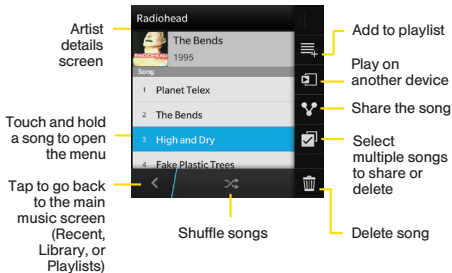 Artist
details
screen
Touch and hold
a song to open
the menu
Tap to go back
to the main
music screen
(Recent,
Library, or
Playlists)
Radiohead
The Bends
1995
Song
1 Planet Telex
2 The Bends
3 High and Dry
4 Fake Plastic Trees
Shuffle songs
Add to playlist
Play on
another device
Share the song
Select
multiple songs
to share or
delete
Delete song